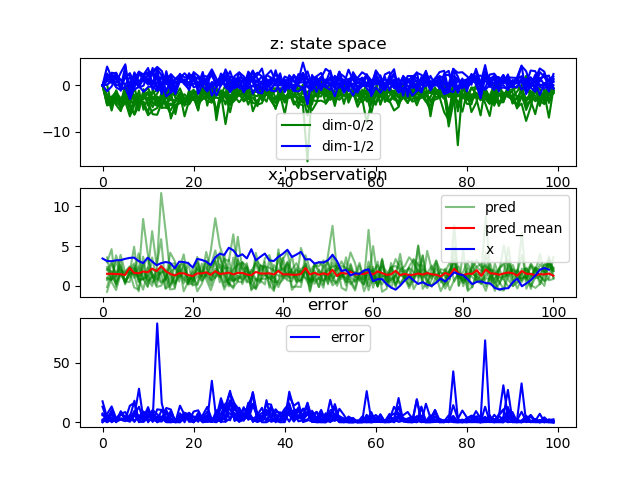 z: state space
0
−10
dim-0/2
dim-1/2
0 20 40 60 80 100
x: observation
10
5
0
pred
pred_mean
x
0 20 40 60 80 100
error
50
0
error
0 20 40 60 80 100